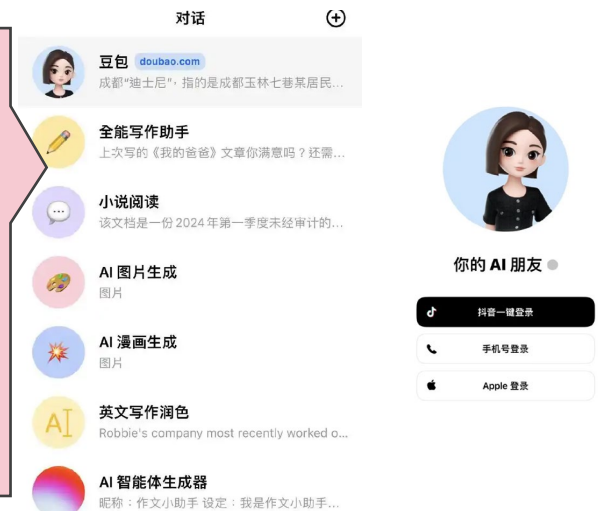 对话
豆包 doubao.com
成都“迪士尼”，指的是成都玉林七巷某居民...
全能写作助手
上次写的《我的爸爸》文章你满意吗？还需...
小说阅读
该文档是一份 2024 年第一季度未经审计的...
AI 图片生成
图片
AI 漫画生成
图片
英文写作润色
Robbie's company most recently worked o...
AI 智能体生成器
昵称：作文小助手 设定：我是作文小助手...
你的 AI 朋友
抖音一键登录
手机号登录
Apple 登录